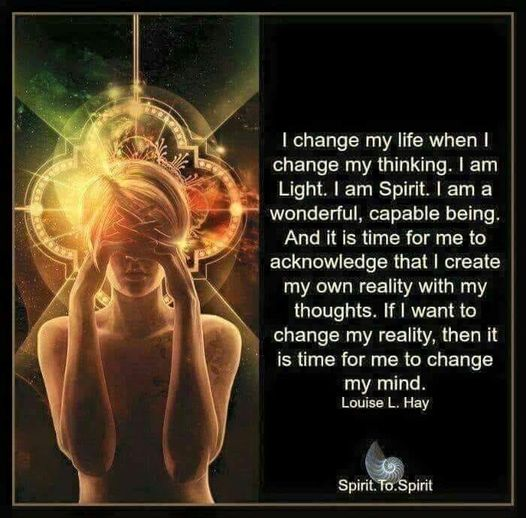 I change my life when I
change my thinking. I am
Light. I am Spirit. I am a
wonderful, capable being.
And it is time for me to
acknowledge that I create
my own reality with my
thoughts. If I want to
change my reality, then it
is time for me to change
my mind.
Louise L. Hay
Spirit.To.Spirit